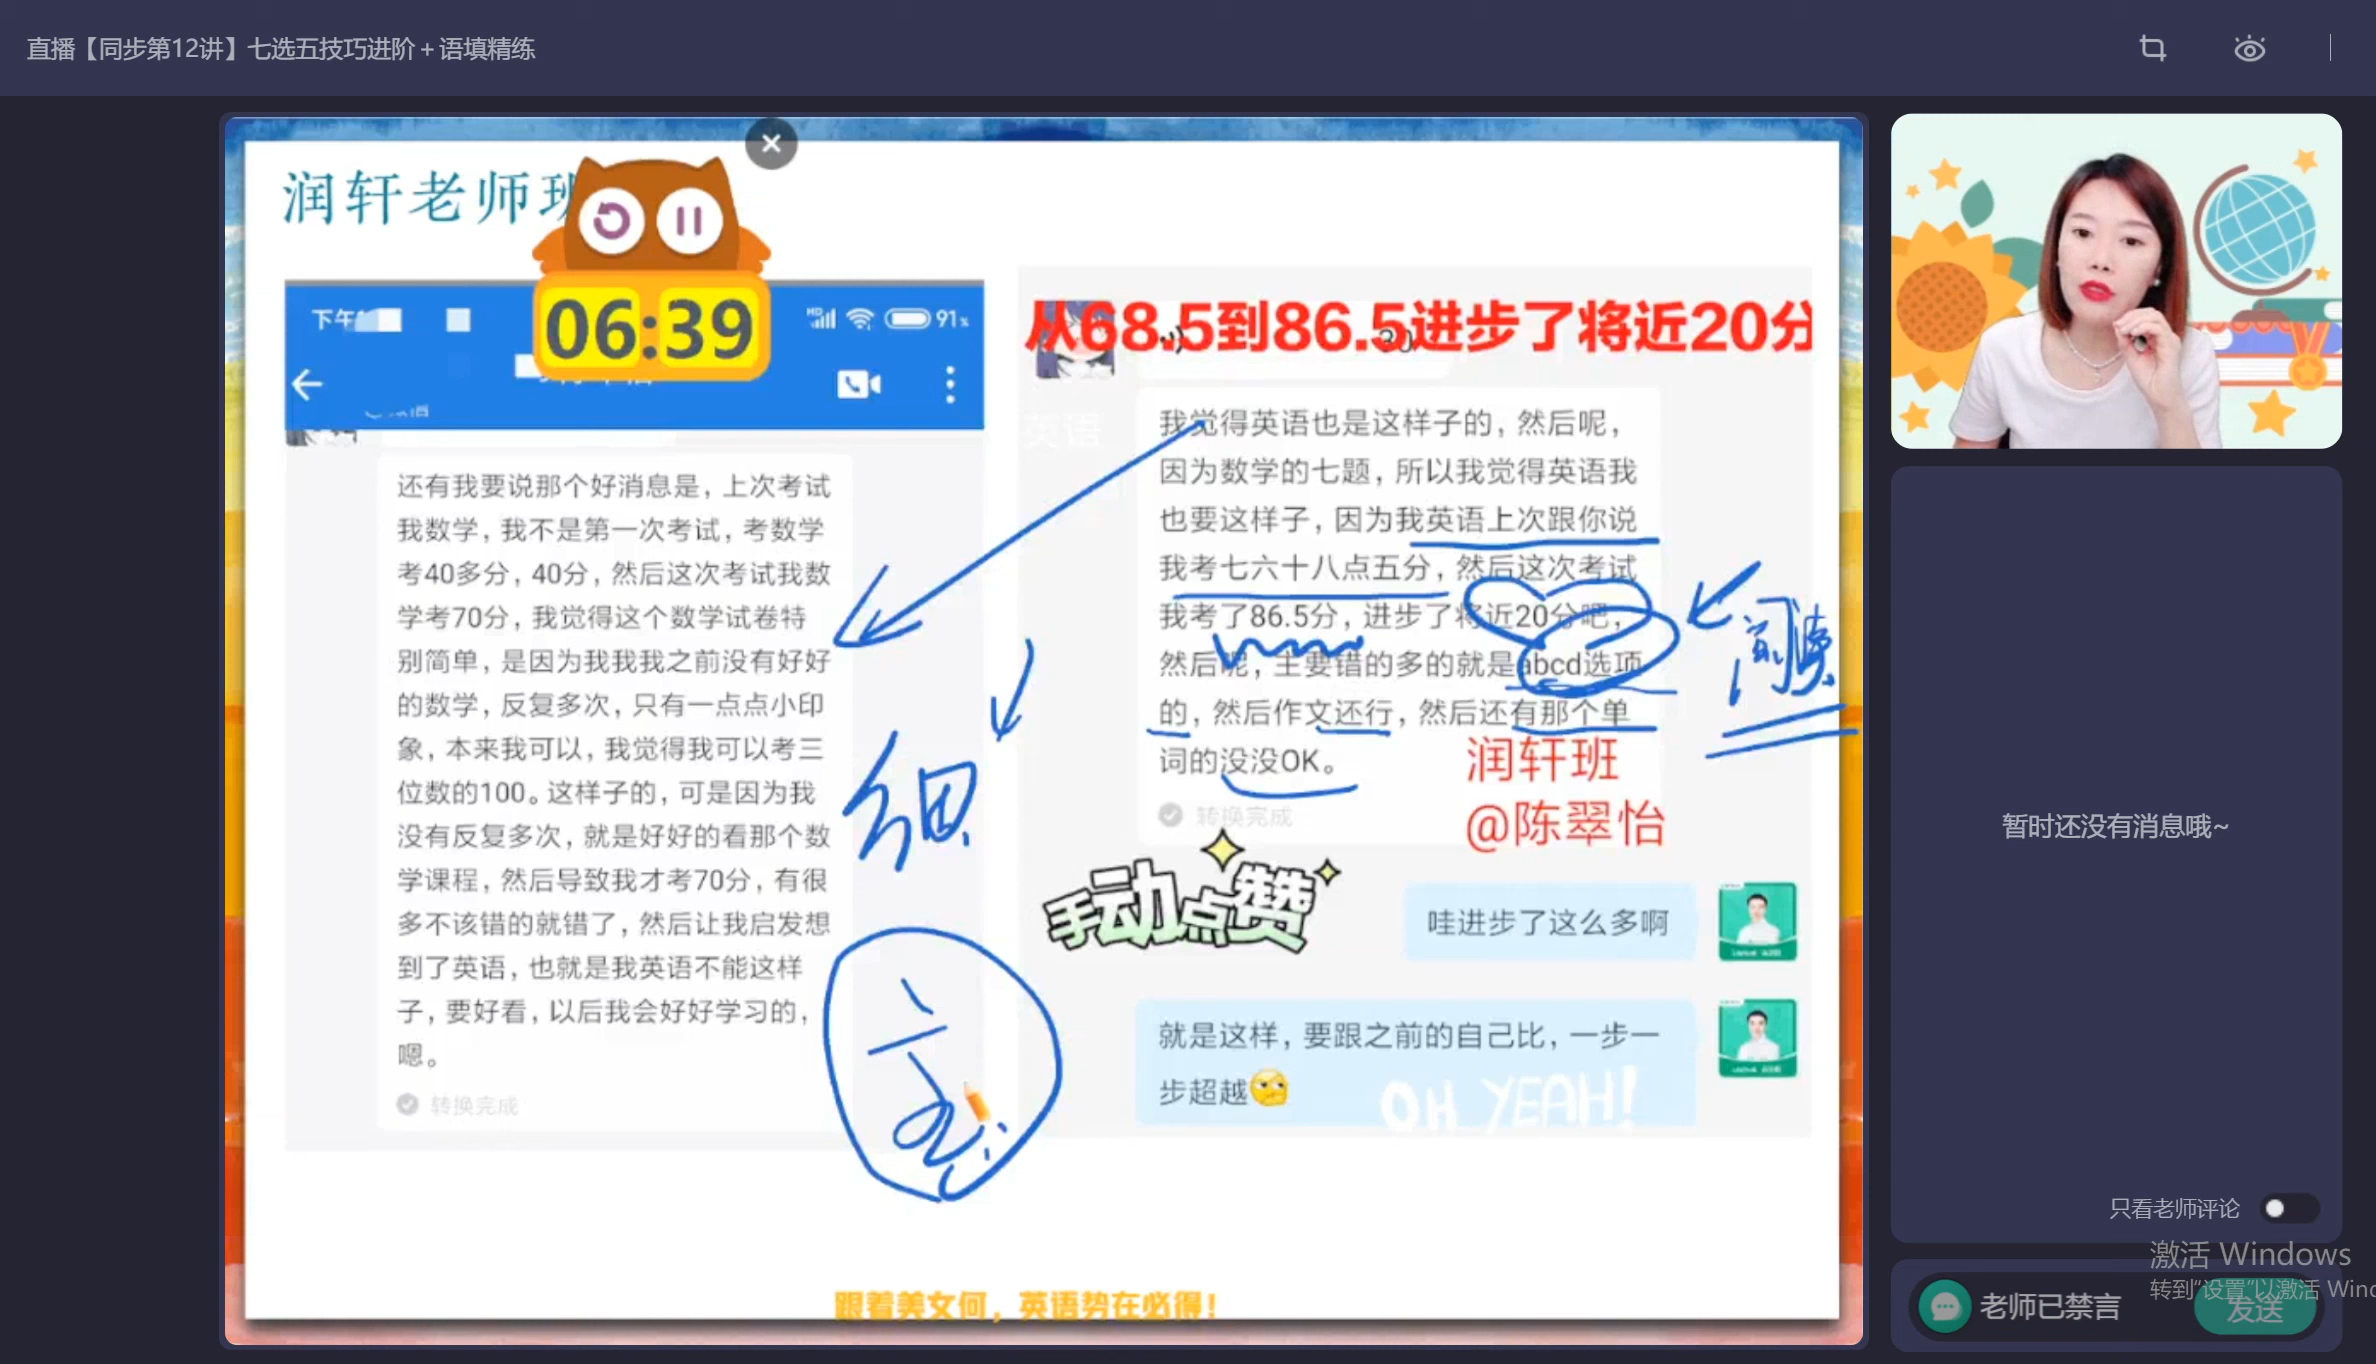 直播【同步第12讲】七选五技巧进阶+语填精练
润轩老师班
06:39
下午
91%
还有我要说那个好消息是，上次考试
我数学，我不是第一次考试，考数学
考40多分，40分，然后这次考试我数
学考70分，我觉得这个数学试卷特
别简单，是因为我我我之前没有好好
的数学，反复多次，只有一点点小印
象，本来我可以，我觉得我可以考三
位数的100。这样子的，可是因为我
没有反复多次，就是好好的看那个数
学课程，然后导致我才考70分，有很
多不该错的就错了，然后让我启发想
到了英语，也就是我英语不能这样
子，要好看，以后我会好好学习的，
嗯。
转换完成
细
从68.5到86.5进步了将近20分
30
英语
我觉得英语也是这样子的，然后呢，
因为数学的七题，所以我觉得英语我
也要这样子，因为我英语上次跟你说
我考七六十八点五分，然后这次考试
我考了86.5分，进步了将近20分吧，
然后呢，主要错的多的就是abcd选项
的，然后作文还行，然后还有那个单
词的没没OK。
转换完成
阅读
润轩班
@陈翠怡
手动点赞
哇进步了这么多啊
就是这样，要跟之前的自己比，一步一
步超越
OH YEAH!
跟着美女何，英语势在必得！
暂时还没有消息哦~
只看老师评论
激活 Windows
转到"设置"以激活 Wind
老师已禁言
发送